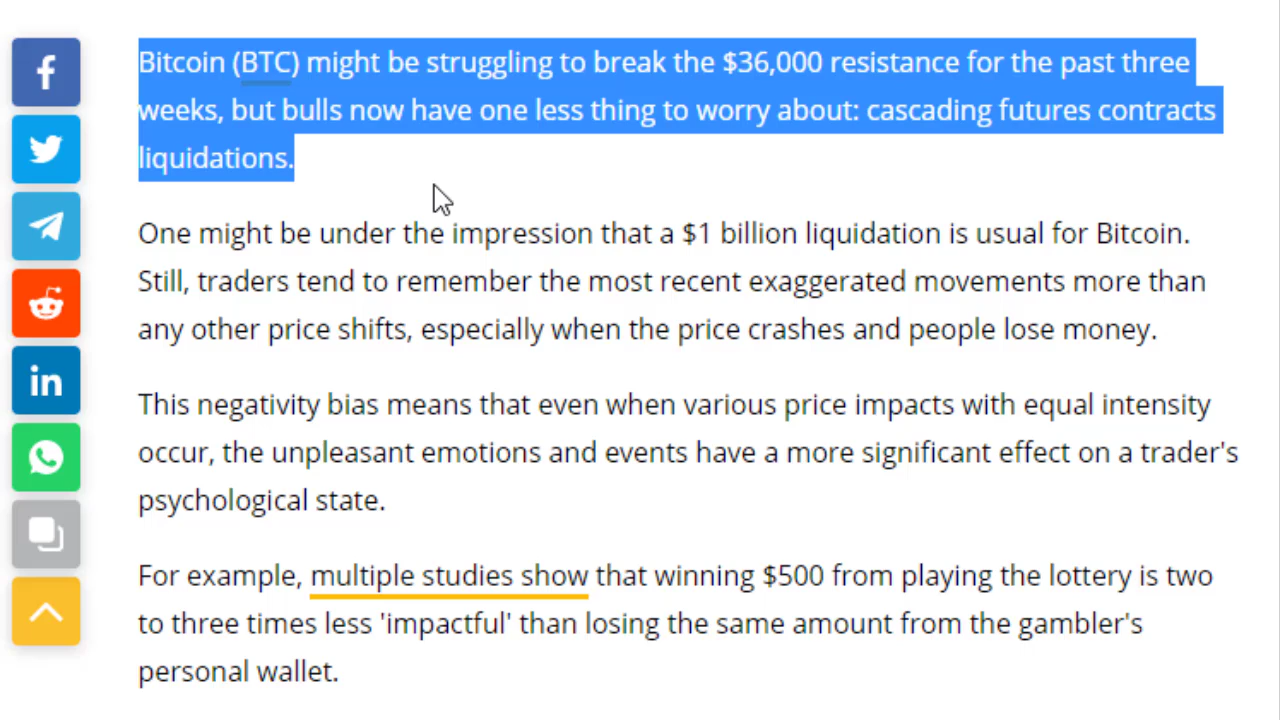 Bitcoin (BTC) might be struggling to break the $36,000 resistance for the past three
weeks, but bulls now have one less thing to worry about: cascading futures contracts
liquidations.
One might be under the impression that a $1 billion liquidation is usual for Bitcoin.
Still, traders tend to remember the most recent exaggerated movements more than
any other price shifts, especially when the price crashes and people lose money.
This negativity bias means that even when various price impacts with equal intensity
occur, the unpleasant emotions and events have a more significant effect on a trader's
psychological state.
For example, multiple studies show that winning $500 from playing the lottery is two
to three times less 'impactful' than losing the same amount from the gambler's
personal wallet.